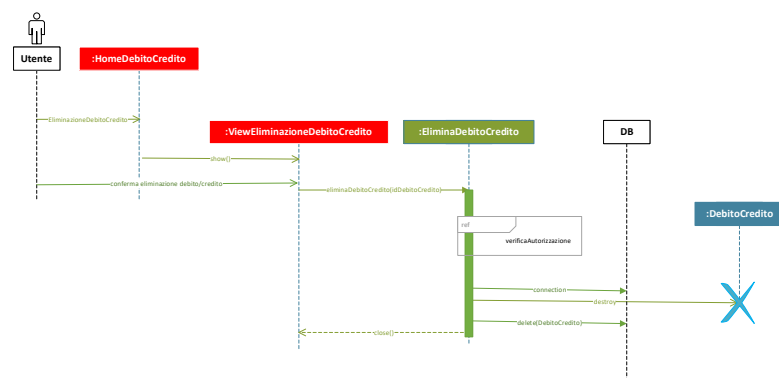 Utente
:HomeDebitoCredito
EliminazioneDebitoCredito
:ViewEliminazioneDebitoCredito
:EliminaDebitoCredito
DB
show()
conferma eliminazione debito/credito
eliminaDebitoCredito(idDebitoCredito)
:DebitoCredito
ref
verificaAutorizzazione
connection
destroy
delete(DebitoCredito)
close()